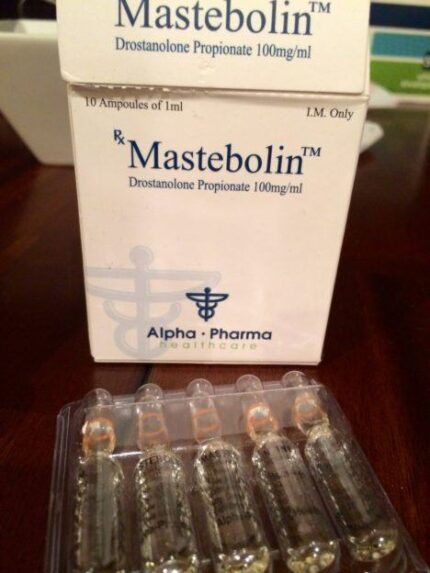 Mastebolin™
Drostanolone Propionate 100mg/ml
10 Ampoules of 1ml
I.M. Only
℞ Mastebolin™
Drostanolone Propionate 100mg/ml
Alpha · Pharma
healthcare